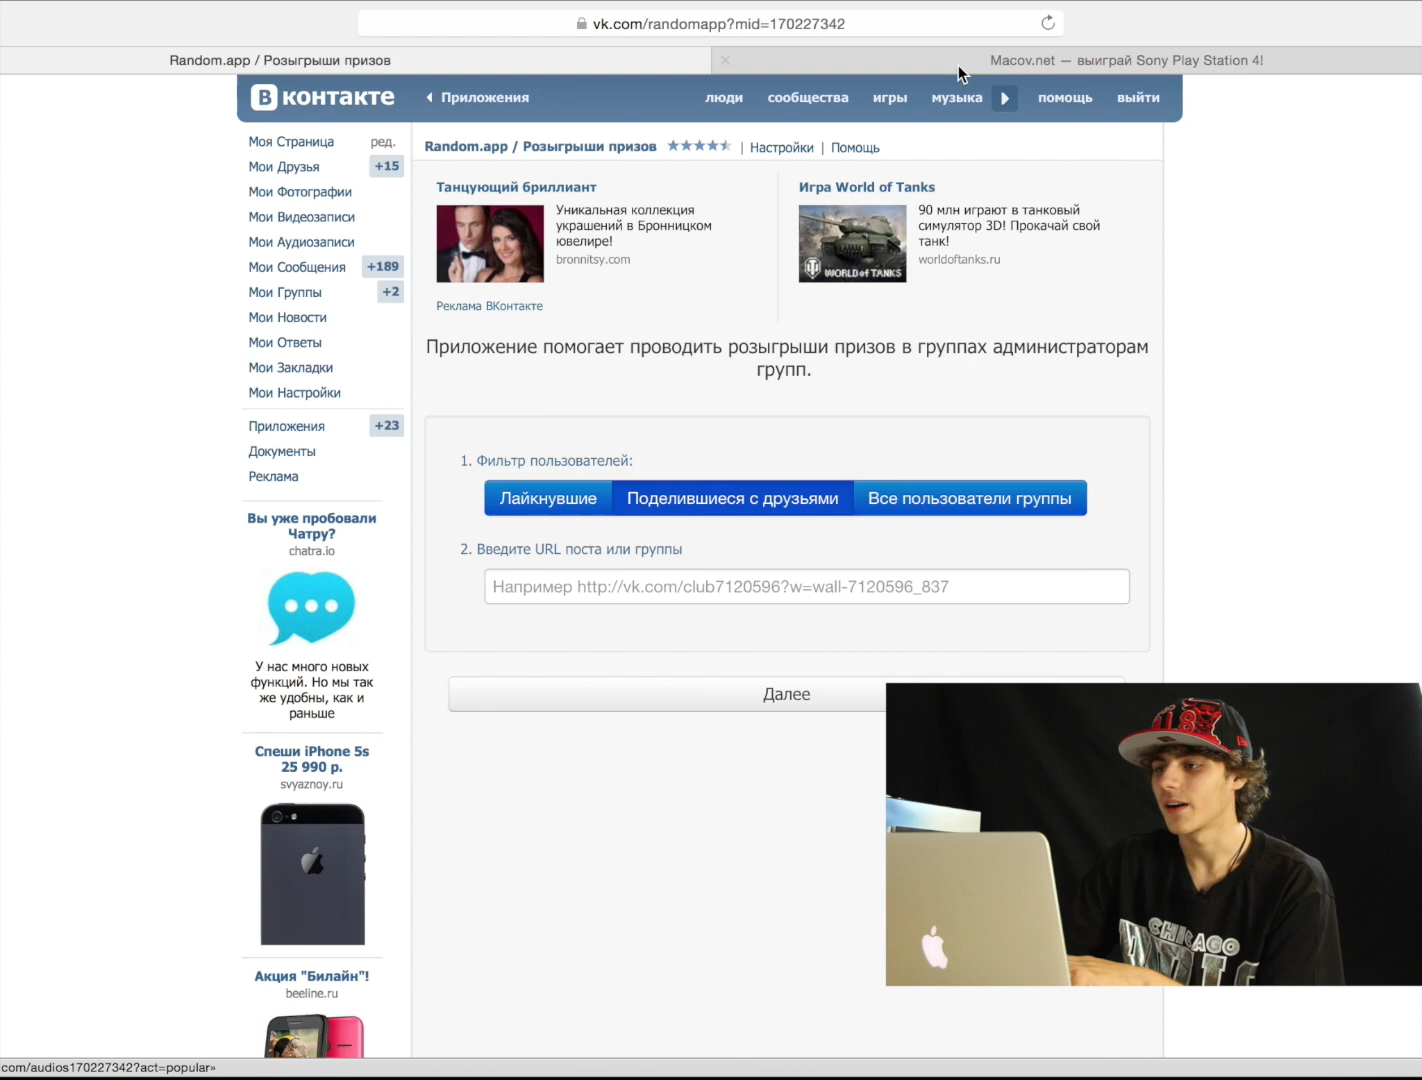 vk.com/randomapp?mid=170227342
Random.app / Розыгрыши призов
Macov.net — выиграй Sony Play Station 4!
В контакте
Приложения
люди
сообщества
игры
музыка
помощь
выйти
Моя Страница
ред.
Мои Друзья
+15
Мои Фотографии
Мои Видеозаписи
Мои Аудиозаписи
Мои Сообщения
+189
Мои Группы
+2
Мои Новости
Мои Ответы
Мои Закладки
Мои Настройки
Приложения
+23
Документы
Реклама
Вы уже пробовали
Чатру?
chatra.io
У нас много новых
функций. Но мы так
же удобны, как и
раньше
Спеши iPhone 5s
25 990 р.
svyaznoy.ru
Акция "Билайн"!
beeline.ru
Random.app / Розыгрыши призов
| Настройки | Помощь
Танцующий бриллиант
Уникальная коллекция
украшений в Бронницком
ювелире!
bronnitsy.com
Реклама ВКонтакте
Игра World of Tanks
WORLD of TANKS
90 млн играют в танковый
симулятор 3D! Прокачай свой
танк!
worldoftanks.ru
Приложение помогает проводить розыгрыши призов в группах администраторам
групп.
1. Фильтр пользователей:
Лайкнувшие
Поделившиеся с друзьями
Все пользователи группы
2. Введите URL поста или группы
Например http://vk.com/club7120596?w=wall-7120596_837
Далее
CHICAGO
com/audios170227342?act=popular»